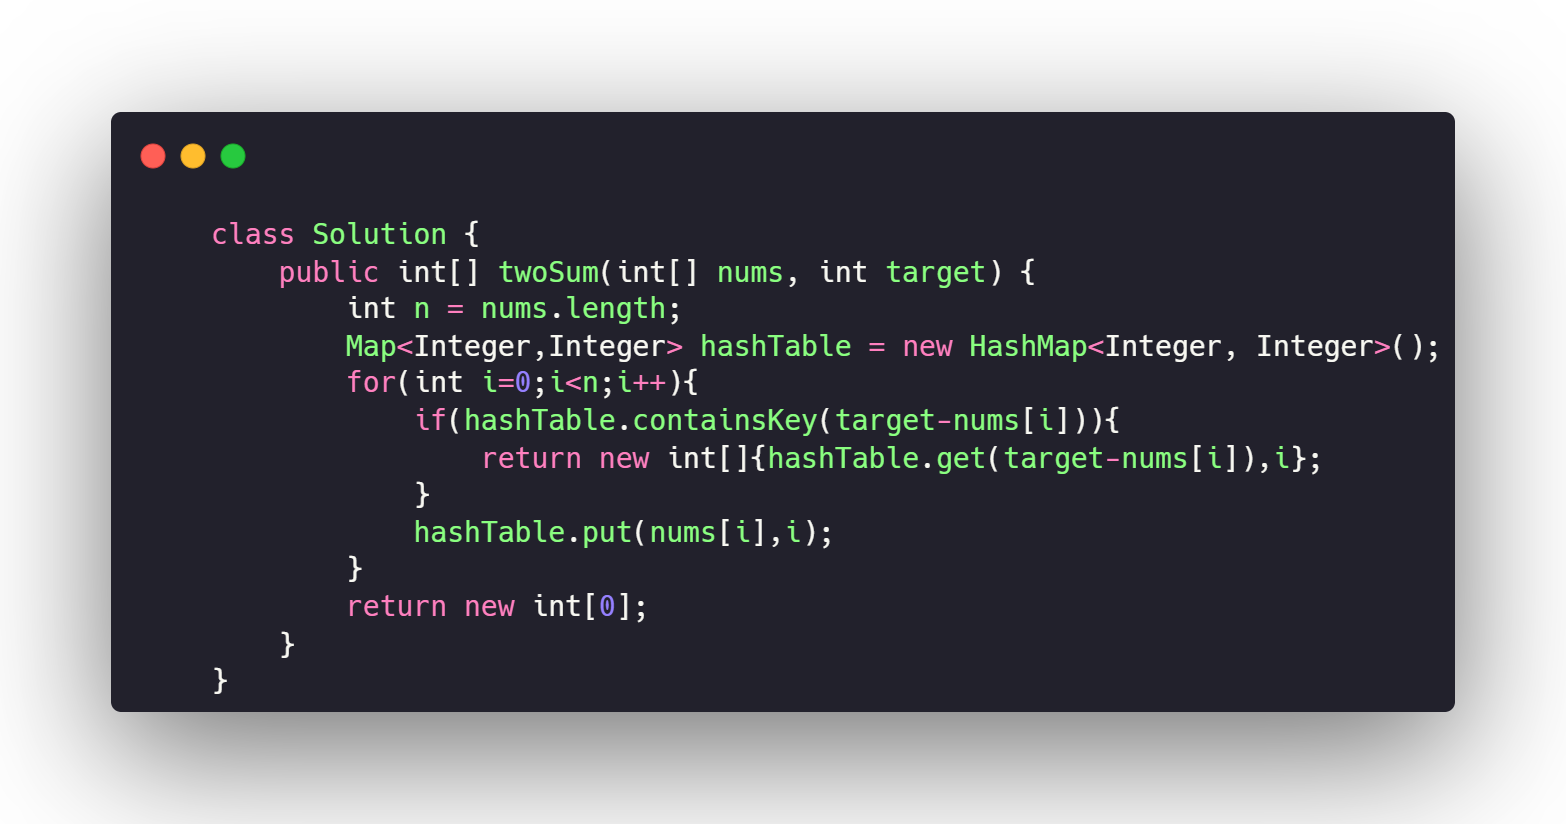 class Solution {
    public int[] twoSum(int[] nums, int target) {
        int n = nums.length;
        Map<Integer,Integer> hashTable = new HashMap<Integer, Integer>();
        for(int i=0;i<n;i++){
            if(hashTable.containsKey(target-nums[i])){
                return new int[]{hashTable.get(target-nums[i]),i};
            }
            hashTable.put(nums[i],i);
        }
        return new int[0];
    }
}